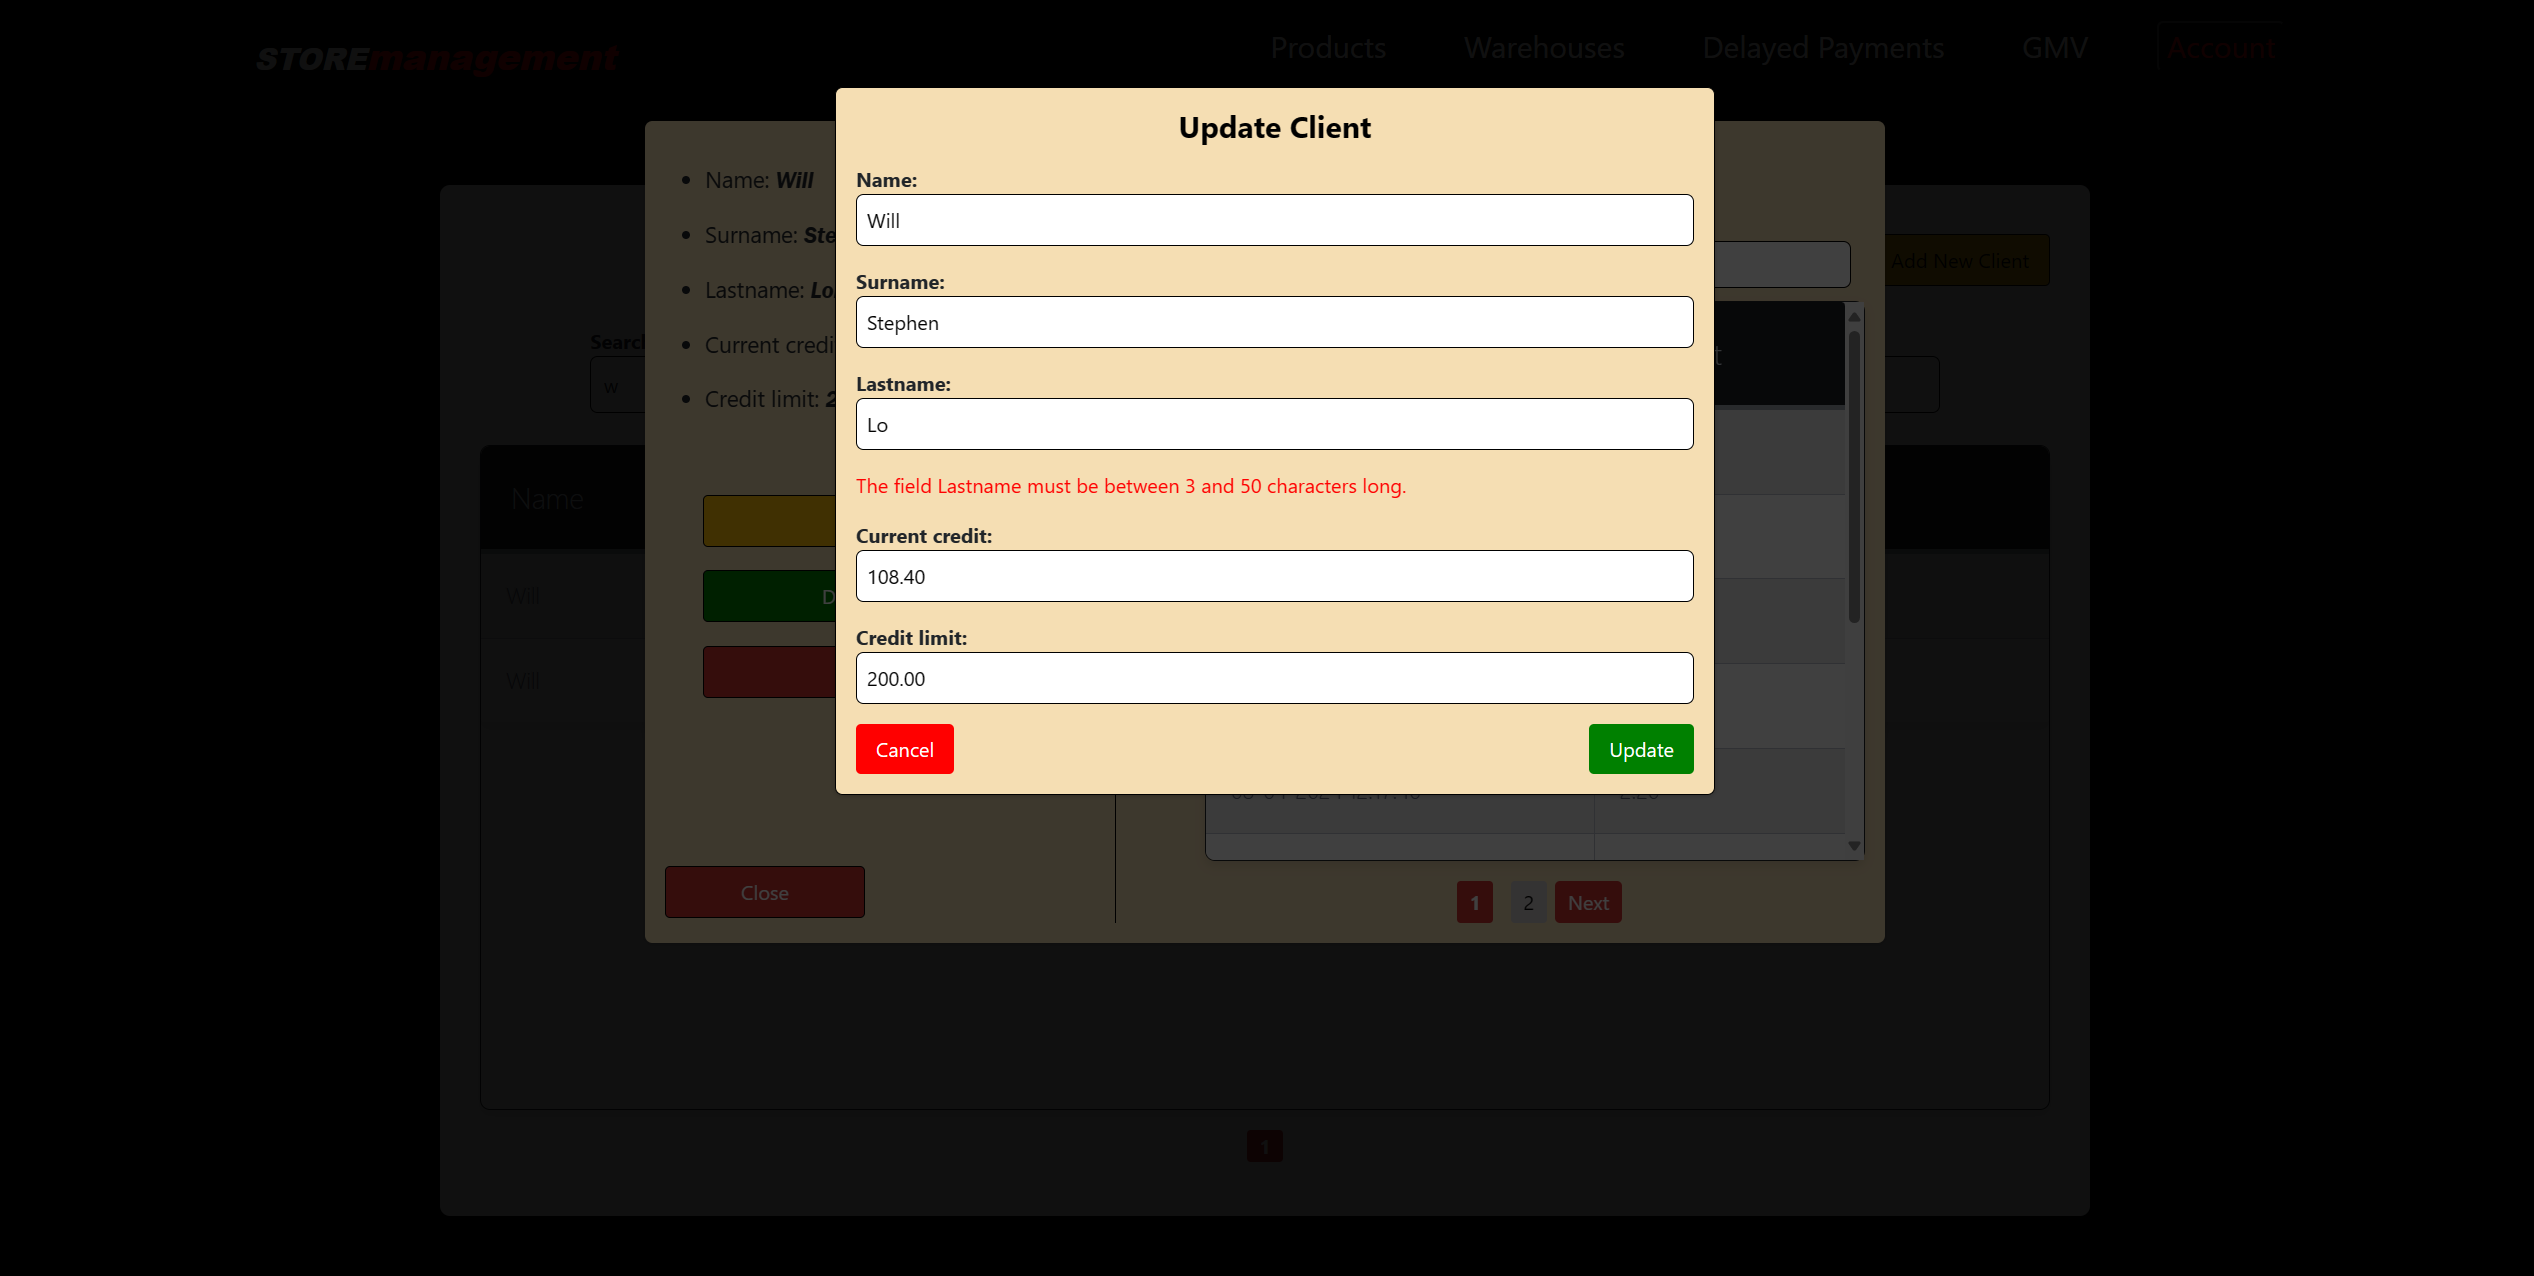 STOREmanagement
Products Warehouses Delayed Payments GMV Account
Update Client
Name:
Will
Surname:
Stephen
Lastname:
Lo
The field Lastname must be between 3 and 50 characters long.
Current credit:
108.40
Credit limit:
200.00
Cancel Update
Name: Will
Surname: Ste
Lastname: Lo
Current credi
Credit limit: 2
D
Close
t
1 2 Next
Add New Client
Search
w
Name
Will
Will
1